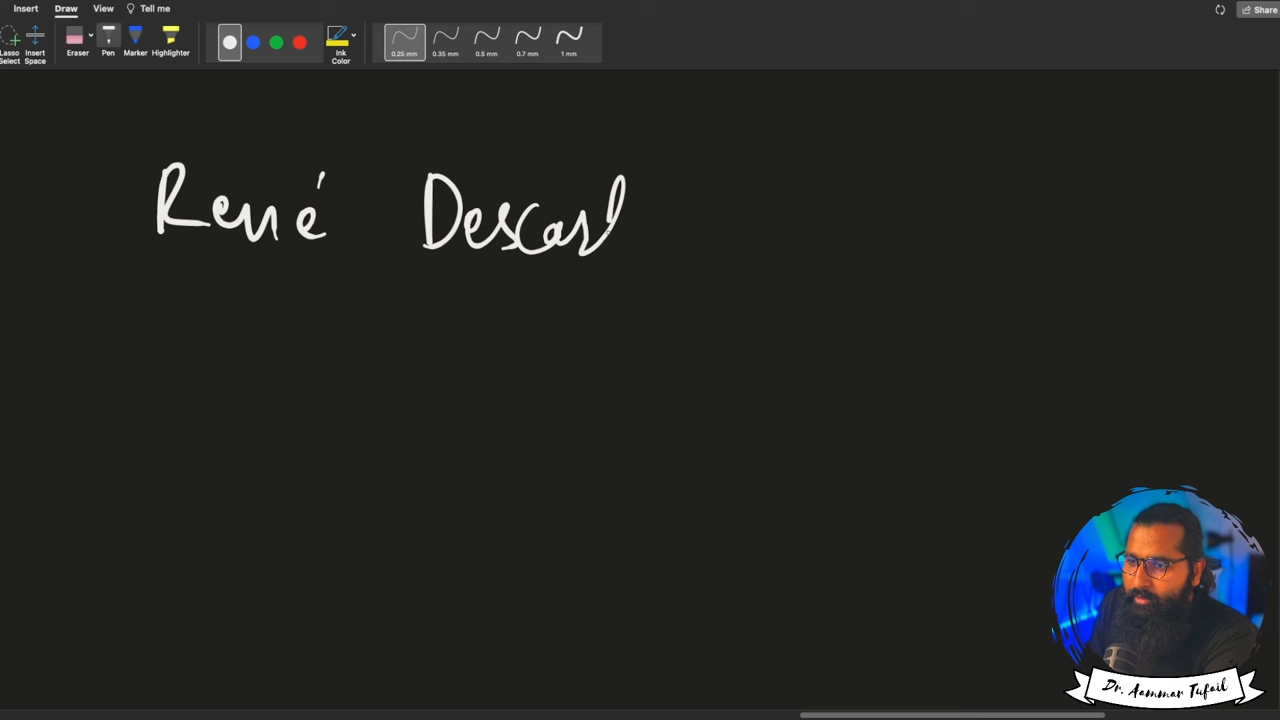 Insert Draw View Tell me Share
Lasso Select Insert Space Eraser Pen Marker Highlighter Ink Color 0.25 mm 0.35 mm 0.5 mm 0.7 mm 1 mm
René Descart
Dr. Aammar Tufail